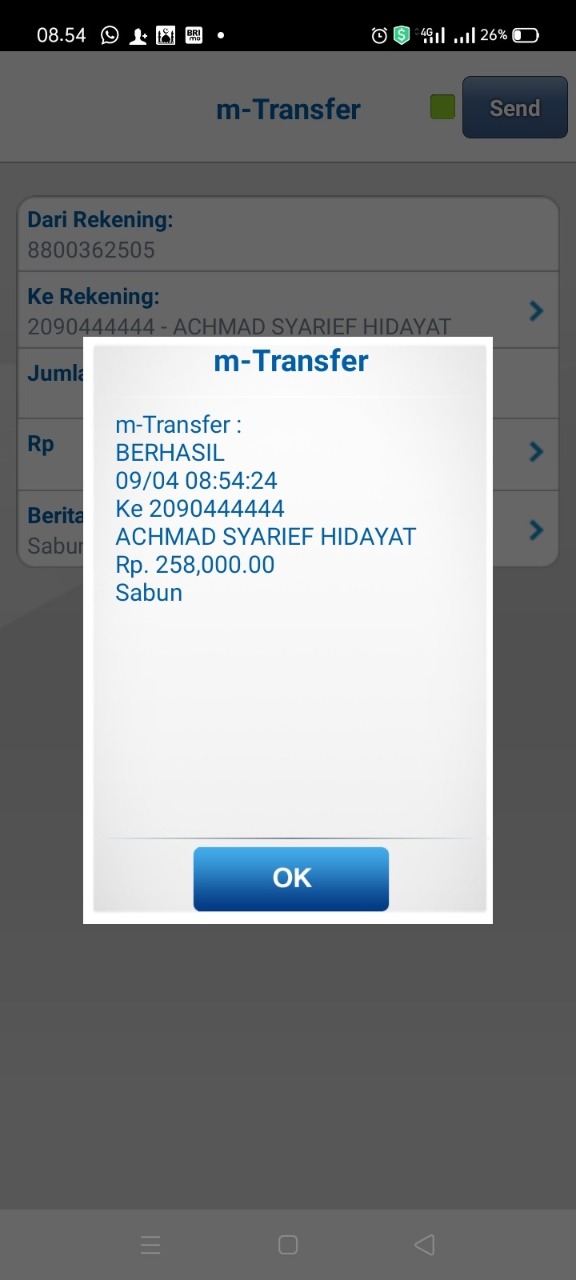 08.54
BRI
mo
4G
26%
m-Transfer
Send
Dari Rekening:
8800362505
Ke Rekening:
2090444444 - ACHMAD SYARIEF HIDAYAT
Jumla
Rp
Berita
Sabun
m-Transfer
m-Transfer :
BERHASIL
09/04 08:54:24
Ke 2090444444
ACHMAD SYARIEF HIDAYAT
Rp. 258,000.00
Sabun
OK